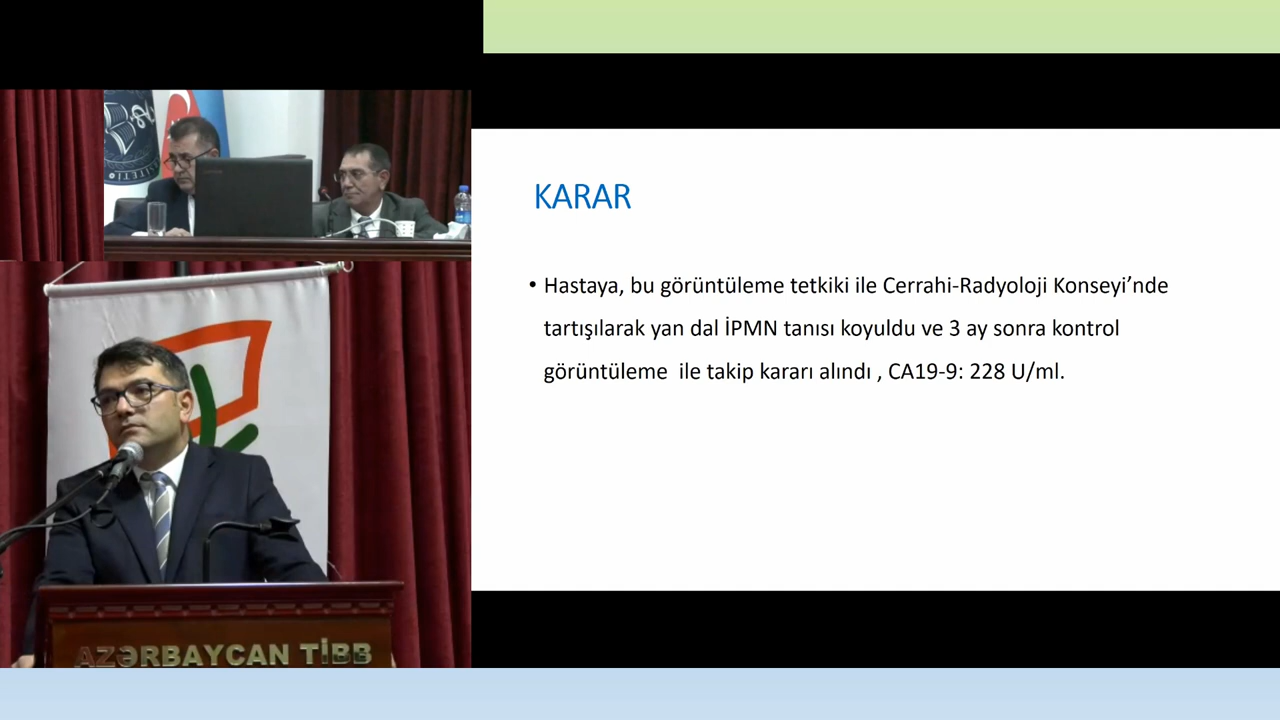 KARAR
• Hastaya, bu görüntüleme tetkiki ile Cerrahi-Radyoloji Konseyi’nde
tartışılarak yan dal İPMN tanısı koyuldu ve 3 ay sonra kontrol
görüntüleme ile takip kararı alındı , CA19-9: 228 U/ml.
AZƏRBAYCAN TİBB